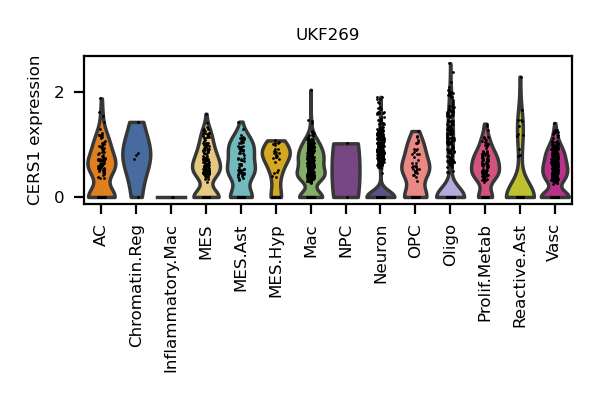 UKF269
CERS1 expression
2
0
AC
Chromatin.Reg
Inflammatory.Mac
MES
MES.Ast
MES.Hyp
Mac
NPC
Neuron
OPC
Oligo
Prolif.Metab
Reactive.Ast
Vasc